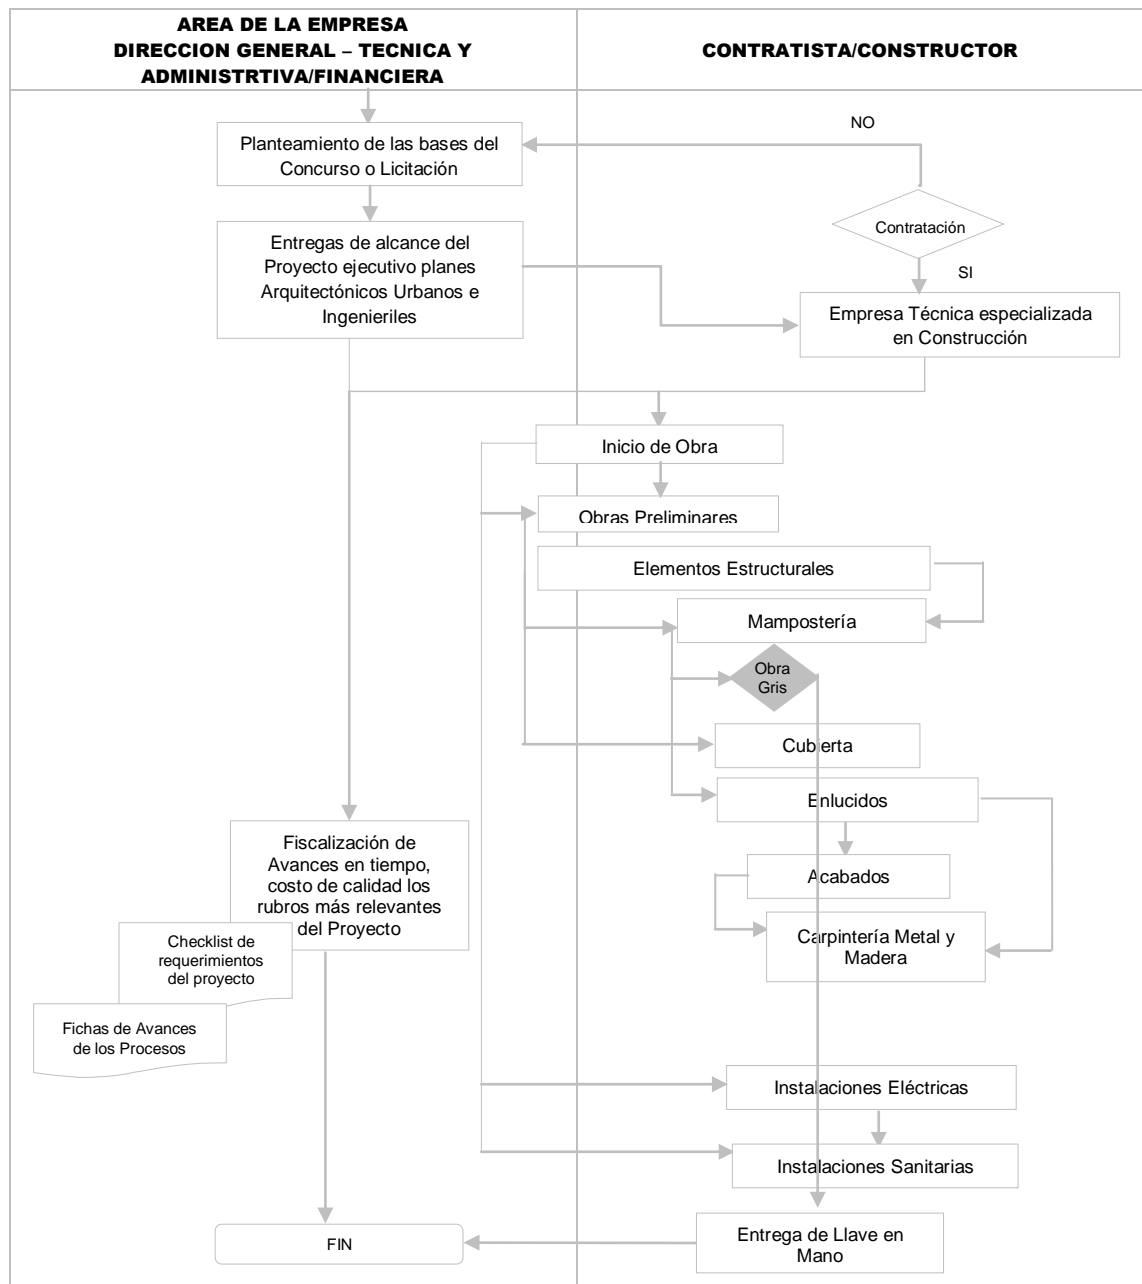 AREA DE LA EMPRESA
DIRECCION GENERAL – TECNICA Y
ADMINISTRTIVA/FINANCIERA
CONTRATISTA/CONSTRUCTOR
NO
Planteamiento de las bases del
Concurso o Licitación
Contratación
SI
Entregas de alcance del
Proyecto ejecutivo planes
Arquitectónicos Urbanos e
Ingenieriles
Empresa Técnica especializada
en Construcción
Inicio de Obra
Obras Preliminares
Elementos Estructurales
Mampostería
Obra
Gris
Cubierta
Enlucidos
Acabados
Carpintería Metal y
Madera
Fiscalización de
Avances en tiempo,
costo de calidad los
rubros más relevantes
del Proyecto
Checklist de
requerimientos
del proyecto
Fichas de Avances
de los Procesos
Instalaciones Eléctricas
Instalaciones Sanitarias
Entrega de Llave en
Mano
FIN